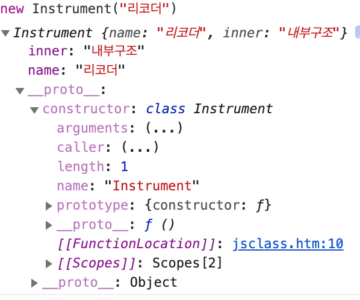 new Instrument("리코더")
Instrument {name: "리코더", inner: "내부구조"}
inner: "내부구조"
name: "리코더"
__proto__:
constructor: class Instrument
arguments: (...)
caller: (...)
length: 1
name: "Instrument"
prototype: {constructor: ƒ}
__proto__: ƒ ()
[[FunctionLocation]]: jsclass.htm:10
[[Scopes]]: Scopes[2]
__proto__: Object